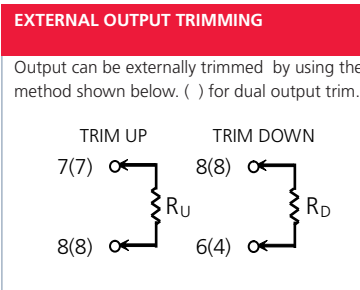 EXTERNAL OUTPUT TRIMMING
Output can be externally trimmed by using the
method shown below. ( ) for dual output trim.
TRIM UP TRIM DOWN
7(7) 8(8)
RU RD
8(8) 6(4)